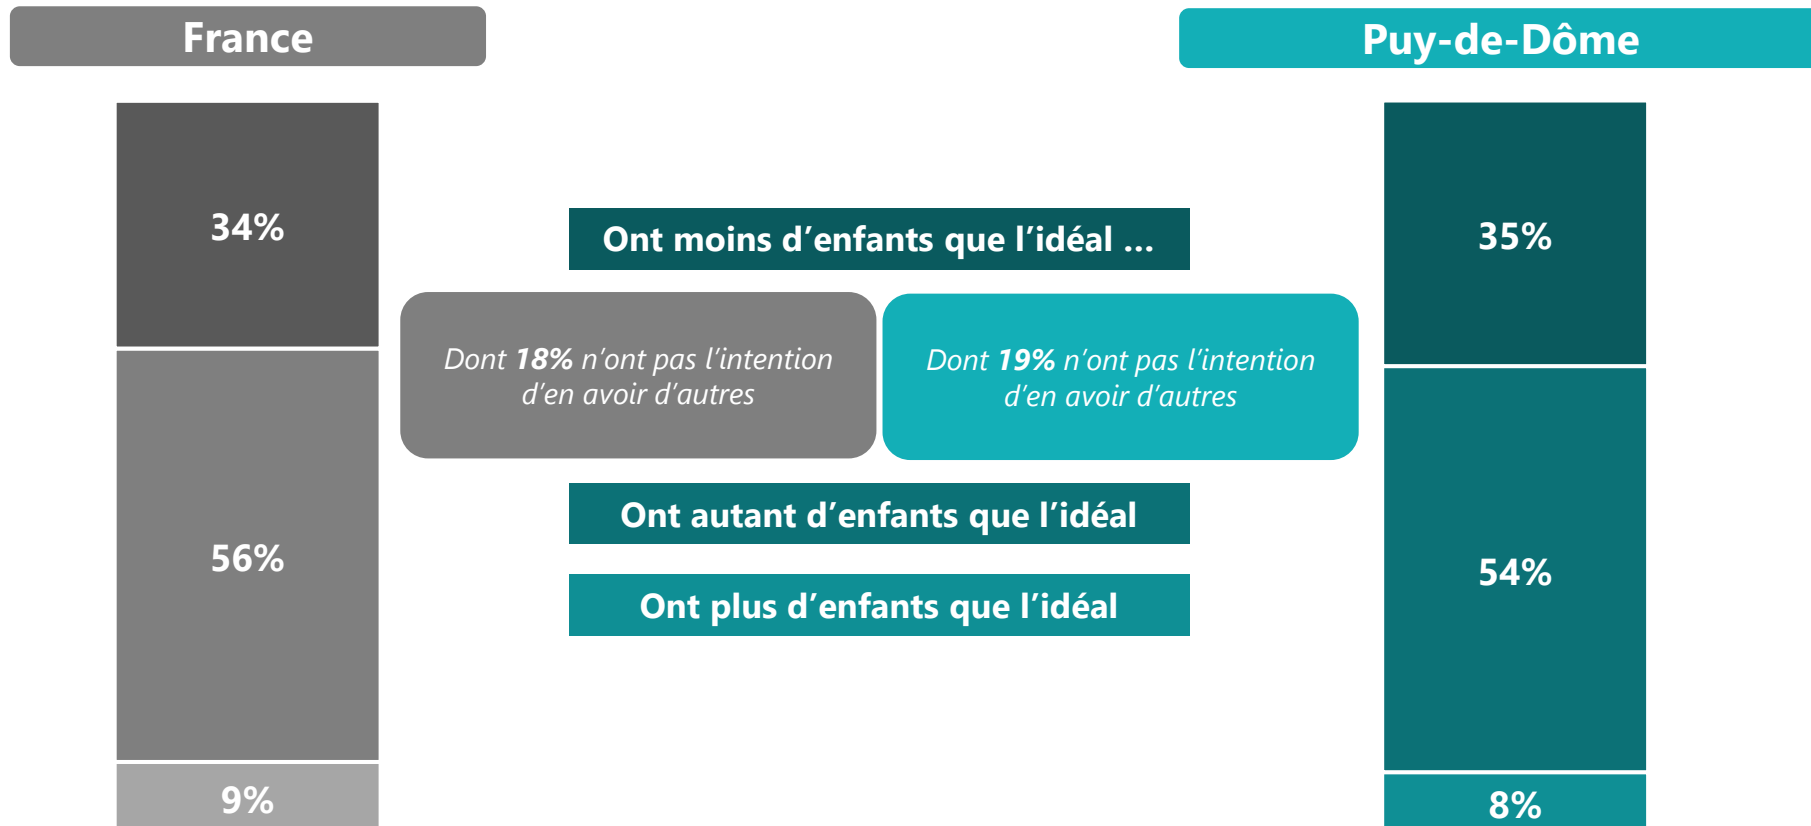 France
Puy-de-Dôme
34%
Ont moins d’enfants que l’idéal ...
35%
Dont 18% n’ont pas l’intention
d’en avoir d’autres
Dont 19% n’ont pas l’intention
d’en avoir d’autres
Ont autant d’enfants que l’idéal
56%
54%
Ont plus d’enfants que l’idéal
9%
8%